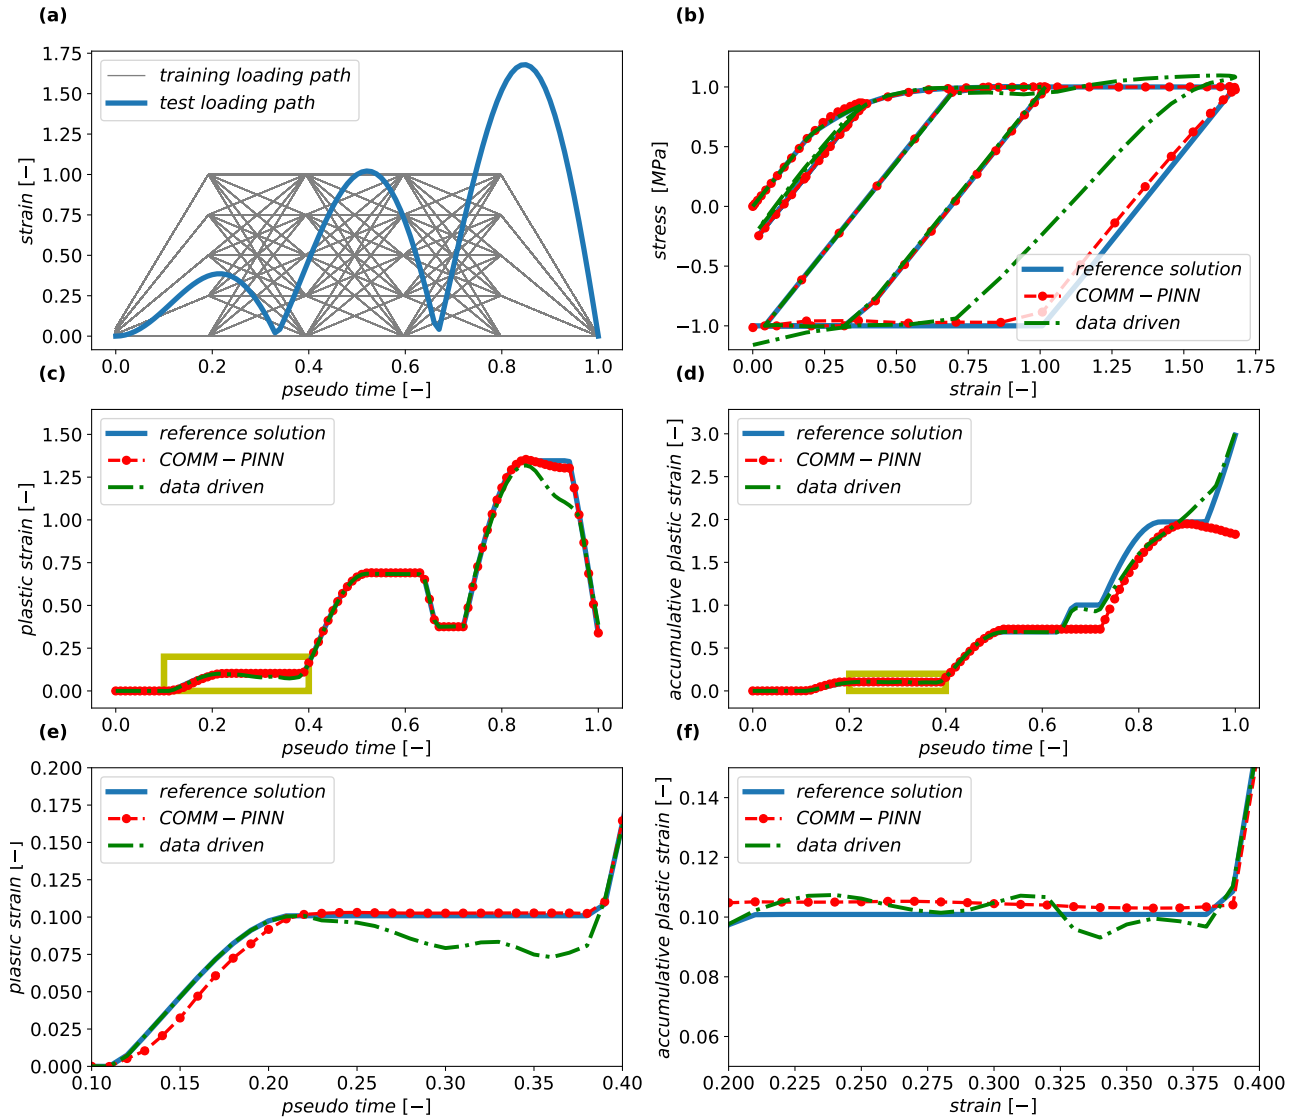 (a)
1.75
1.50
1.25
1.00
0.75
0.50
0.25
0.00
strain [−]
training loading path
test loading path
0.0 0.2 0.4 0.6 0.8 1.0
pseudo time [−]
(b)
1.0
0.5
0.0
−0.5
−1.0
stress [MPa]
reference solution
COMM − PINN
data driven
0.00 0.25 0.50 0.75 1.00 1.25 1.50 1.75
strain [−]
(c)
1.50
1.25
1.00
0.75
0.50
0.25
0.00
plastic strain [−]
reference solution
COMM − PINN
data driven
0.0 0.2 0.4 0.6 0.8 1.0
pseudo time [−]
(d)
3.0
2.0
1.0
0.0
accumulative plastic strain [−]
reference solution
COMM − PINN
data driven
0.0 0.2 0.4 0.6 0.8 1.0
pseudo time [−]
(e)
0.200
0.175
0.150
0.125
0.100
0.075
0.050
0.025
0.000
plastic strain [−]
reference solution
COMM − PINN
data driven
0.10 0.15 0.20 0.25 0.30 0.35 0.40
pseudo time [−]
(f)
0.14
0.12
0.10
0.08
0.06
accumulative plastic strain [−]
reference solution
COMM − PINN
data driven
0.200 0.225 0.250 0.275 0.300 0.325 0.350 0.375 0.400
strain [−]